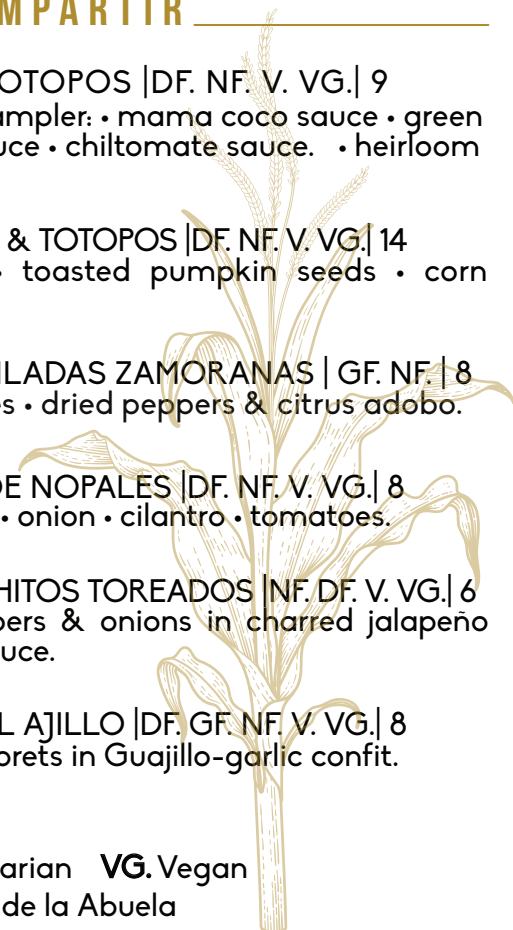 MPARTIR
OTOPOS |DF. NF. V. VG.| 9
ampler: • mama coco sauce • green
uce • chiltomate sauce. • heirloom
& TOTOPOS |DF. NF. V. VG.| 14
• toasted pumpkin seeds • corn
ILADAS ZAMORANAS | GF. NF. | 8
es • dried peppers & citrus adobo.
DE NOPALES |DF. NF. V. VG.| 8
• onion • cilantro • tomatoes.
HITOS TOREADOS |NF. DF. V. VG.| 6
pers & onions in charred jalapeño
uce.
L AJILLO |DF. GF. NF. V. VG.| 8
orets in Guajillo-garlic confit.
arian VG. Vegan
de la Abuela